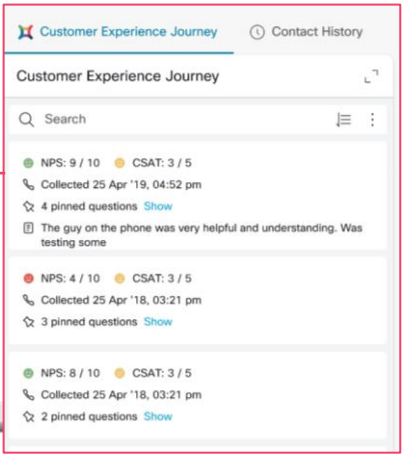 Customer Experience Journey
Contact History
Customer Experience Journey
Search
NPS: 9 / 10 CSAT: 3 / 5
Collected 25 Apr '19, 04:52 pm
4 pinned questions Show
The guy on the phone was very helpful and understanding. Was
testing some
NPS: 4 / 10 CSAT: 3 / 5
Collected 25 Apr '18, 03:21 pm
3 pinned questions Show
NPS: 8 / 10 CSAT: 3 / 5
Collected 25 Apr '18, 03:21 pm
2 pinned questions Show